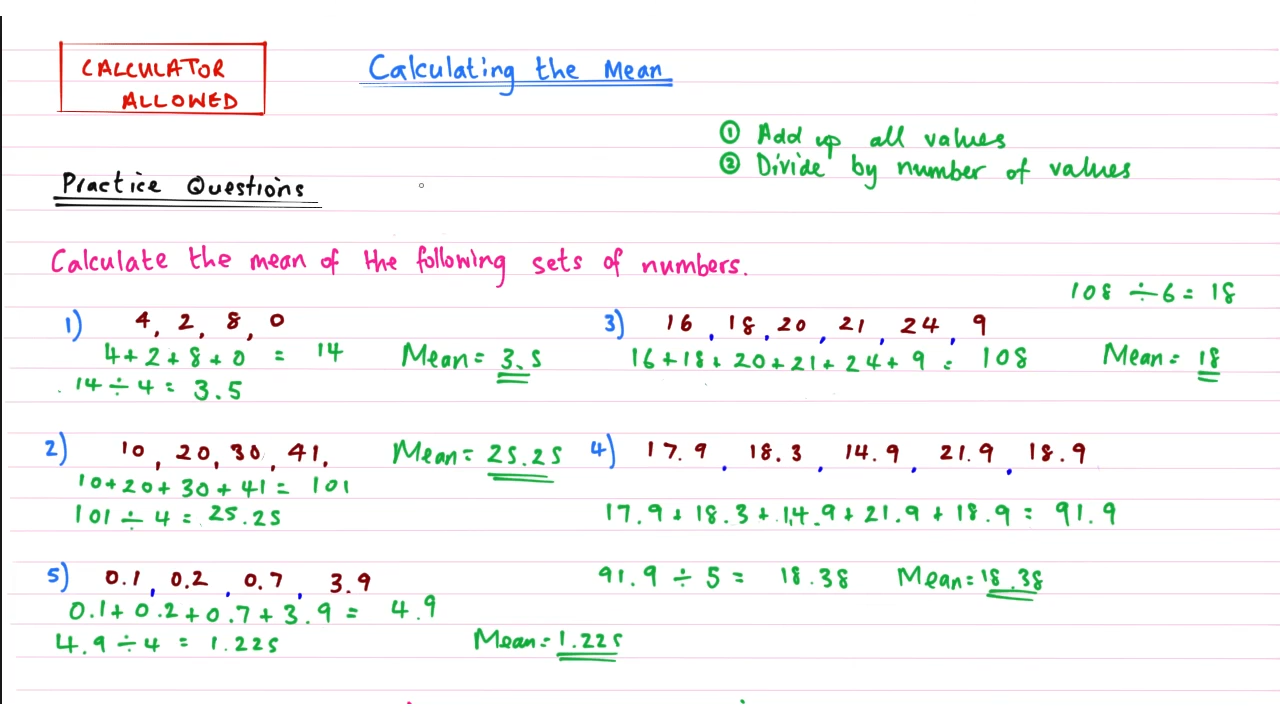 CALCULATOR
ALLOWED
Calculating the Mean
① Add up all values
② Divide by number of values
Practice Questions
Calculate the mean of the following sets of numbers.
1) 4, 2, 8, 0
4+2+8+0 = 14
14 ÷ 4 = 3.5
Mean = 3.5
2) 10, 20, 30, 41,
10+20+30+41 = 101
101 ÷ 4 = 25.25
Mean = 25.25
3) 16, 18, 20, 21, 24, 9
16+18+20+21+24+9 = 108
108 ÷ 6 = 18
Mean = 18
4) 17.9, 18.3, 14.9, 21.9, 18.9
17.9+18.3+14.9+21.9+18.9 = 91.9
91.9 ÷ 5 = 18.38
Mean = 18.38
5) 0.1, 0.2, 0.7, 3.9
0.1+0.2+0.7+3.9 = 4.9
4.9 ÷ 4 = 1.225
Mean = 1.225